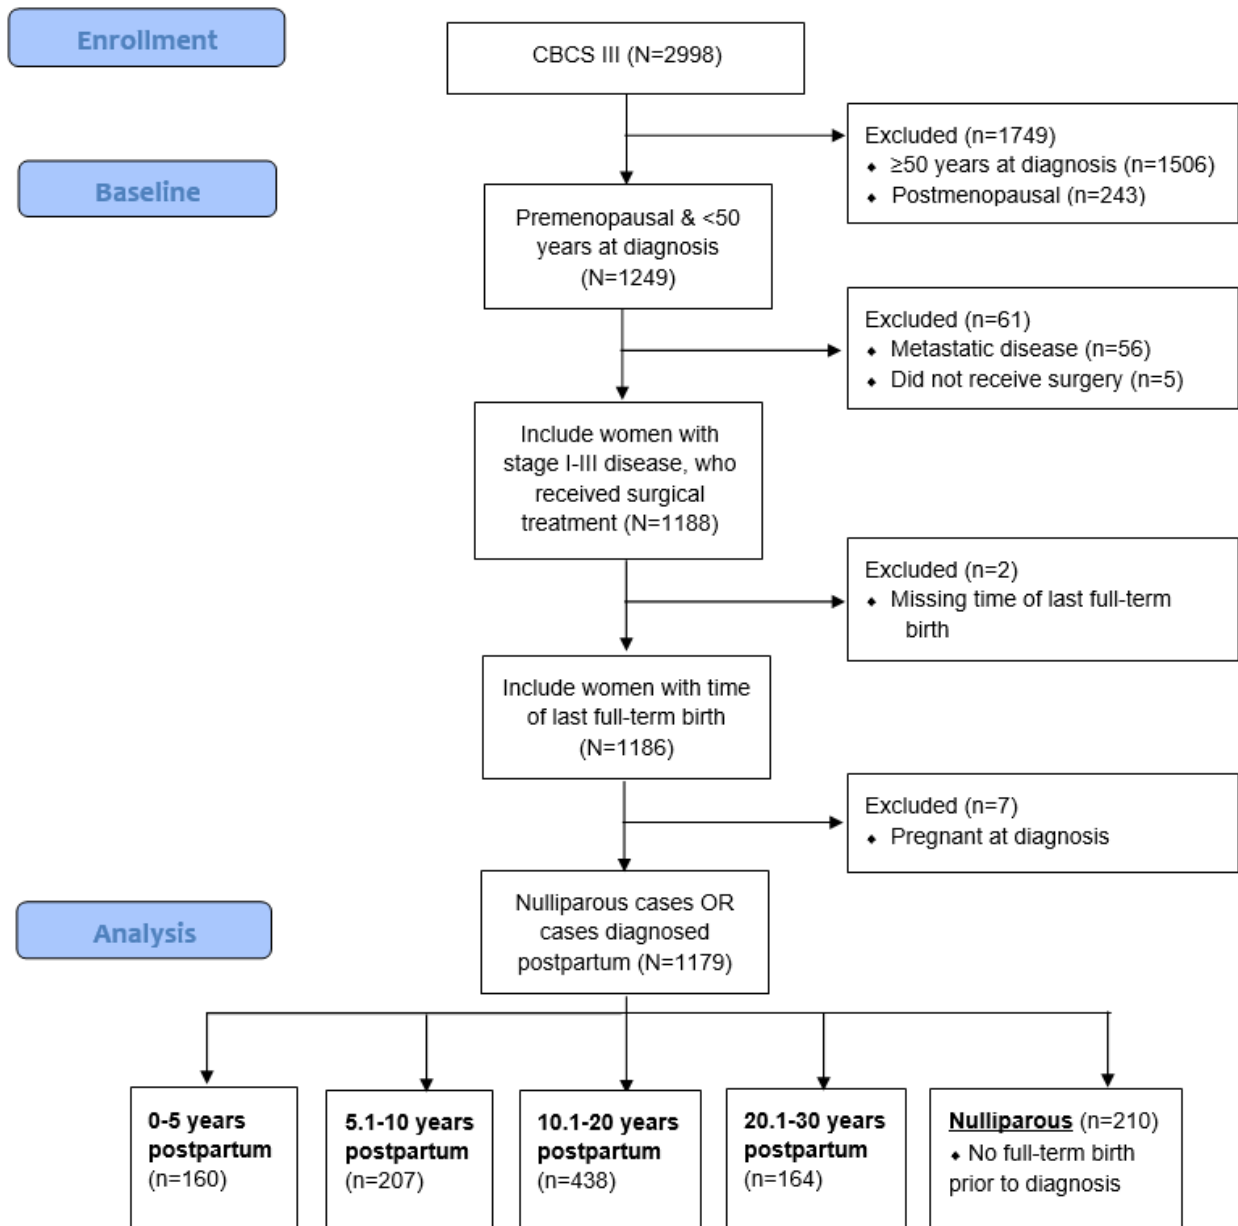 Enrollment
CBCS III (N=2998)
Excluded (n=1749)
⬥ ≥50 years at diagnosis (n=1506)
⬥ Postmenopausal (n=243)
Baseline
Premenopausal & <50
years at diagnosis
(N=1249)
Excluded (n=61)
⬥ Metastatic disease (n=56)
⬥ Did not receive surgery (n=5)
Include women with
stage I-III disease, who
received surgical
treatment (N=1188)
Excluded (n=2)
⬥ Missing time of last full-term
birth
Include women with time
of last full-term birth
(N=1186)
Excluded (n=7)
⬥ Pregnant at diagnosis
Analysis
Nulliparous cases OR
cases diagnosed
postpartum (N=1179)
0-5 years
postpartum
(n=160)
5.1-10 years
postpartum
(n=207)
10.1-20 years
postpartum
(n=438)
20.1-30 years
postpartum
(n=164)
Nulliparous (n=210)
⬥ No full-term birth
prior to diagnosis